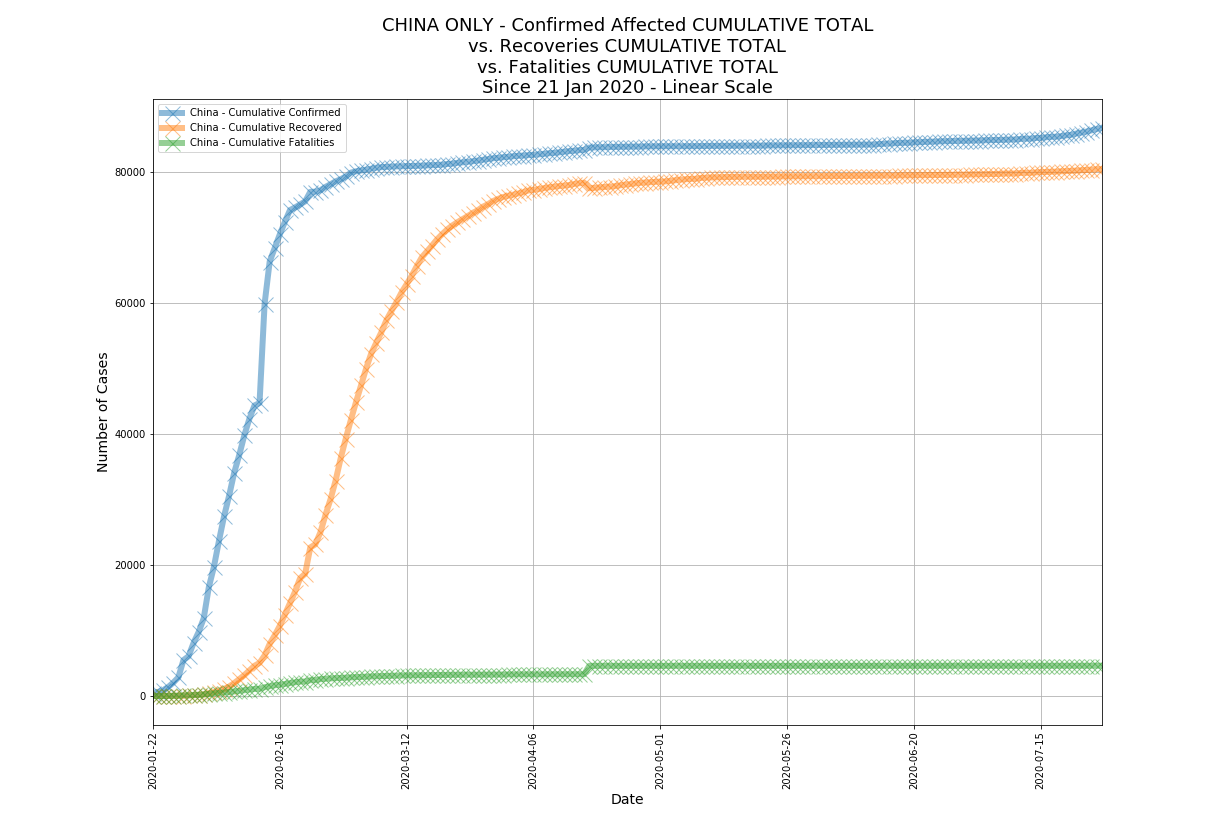 CHINA ONLY - Confirmed Affected CUMULATIVE TOTAL
vs. Recoveries CUMULATIVE TOTAL
vs. Fatalities CUMULATIVE TOTAL
Since 21 Jan 2020 - Linear Scale
China - Cumulative Confirmed
China - Cumulative Recovered
China - Cumulative Fatalities
Number of Cases
80000
60000
40000
20000
0
2020-01-22
2020-02-16
2020-03-12
2020-04-06
2020-05-01
2020-05-26
2020-06-20
2020-07-15
Date